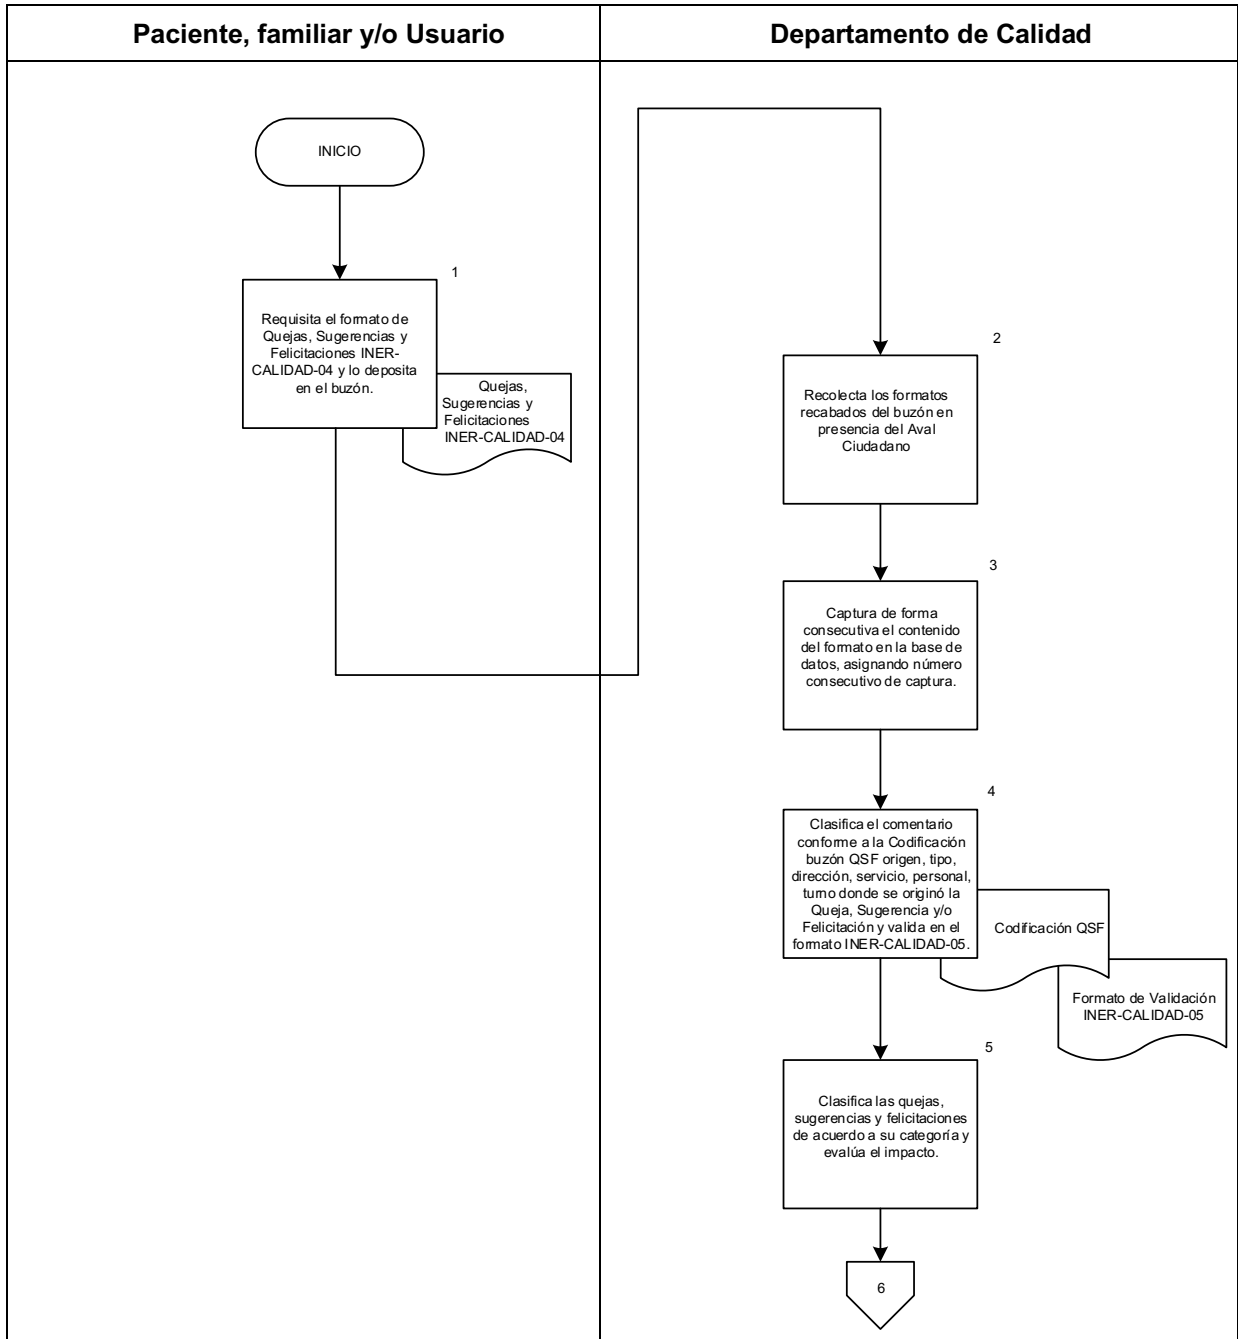 Paciente, familiar y/o Usuario
Departamento de Calidad
INICIO
1
Requisita el formato de
Quejas, Sugerencias y
Felicitaciones INER-
CALIDAD-04 y lo deposita
en el buzón.
Quejas,
Sugerencias y
Felicitaciones
INER-CALIDAD-04
2
Recolecta los formatos
recabados del buzón en
presencia del Aval
Ciudadano
3
Captura de forma
consecutiva el contenido
del formato en la base de
datos, asignando número
consecutivo de captura.
4
Clasifica el comentario
conforme a la Codificación
buzón QSF origen, tipo,
dirección, servicio, personal,
turno donde se originó la
Queja, Sugerencia y/o
Felicitación y valida en el
formato INER-CALIDAD-05.
Codificación QSF
Formato de Validación
INER-CALIDAD-05
5
Clasifica las quejas,
sugerencias y felicitaciones
de acuerdo a su categoría y
evalúa el impacto.
6